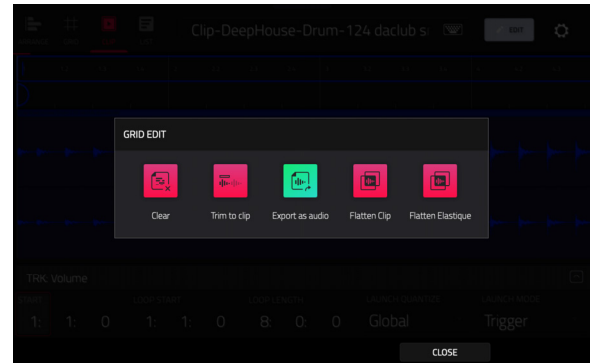 Clip-DeepHouse-Drum-124 daclub s:
EDIT
GRID EDIT
Clear
Trim to clip
Export as audio
Flatten Clip
Flatten Elastique
TRK: Volume
START
LOOP START
LOOP LENGTH
LAUNCH QUANTIZE
LAUNCH MODE
1: 1: 0 1: 1: 0 8: 0: 0 Global Trigger
CLOSE